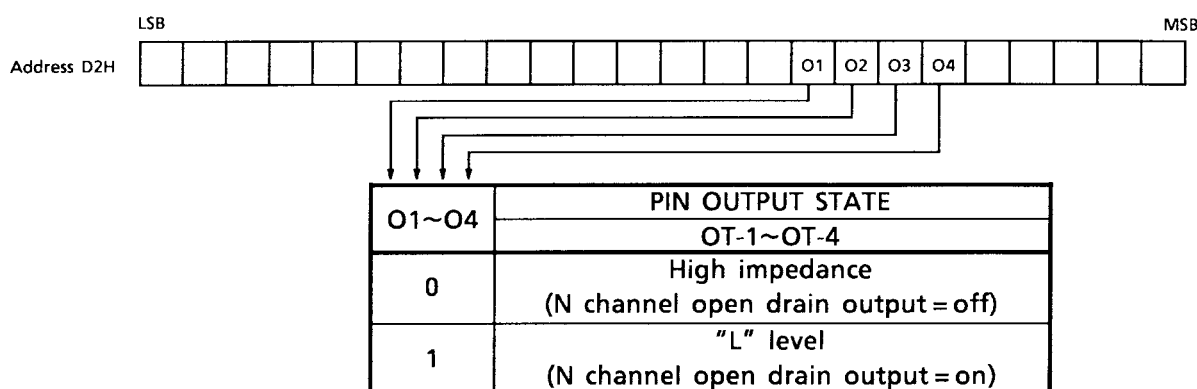 LSB MSB
Address D2H O1 O2 O3 O4
O1~O4 PIN OUTPUT STATE
OT-1~OT-4
0 High impedance
(N channel open drain output=off)
1 "L" level
(N channel open drain output=on)